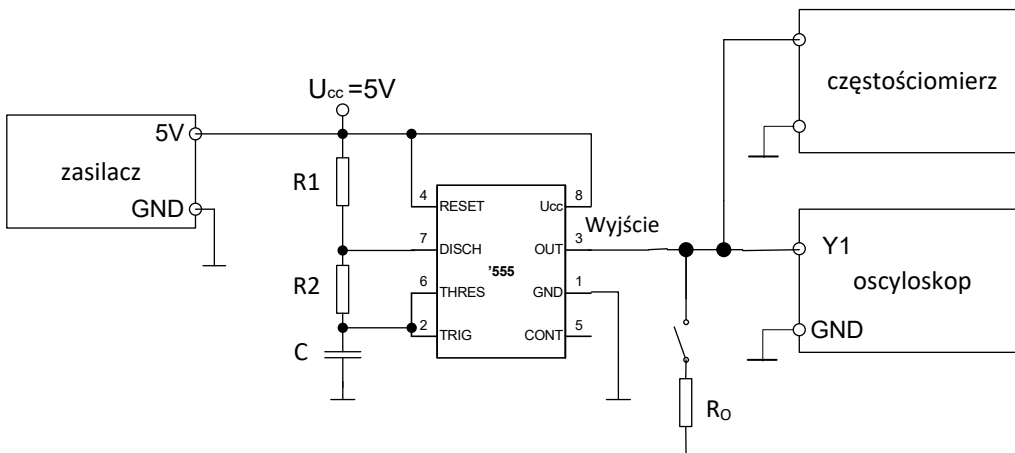 częstościomierz
Ucc =5V
5V
zasilacz
GND
R1
R2
C
4
RESET
7
DISCH
6
THRES
2
TRIG
'555
8
Ucc
3
OUT
1
GND
5
CONT
Wyjście
Y1
oscyloskop
GND
RO